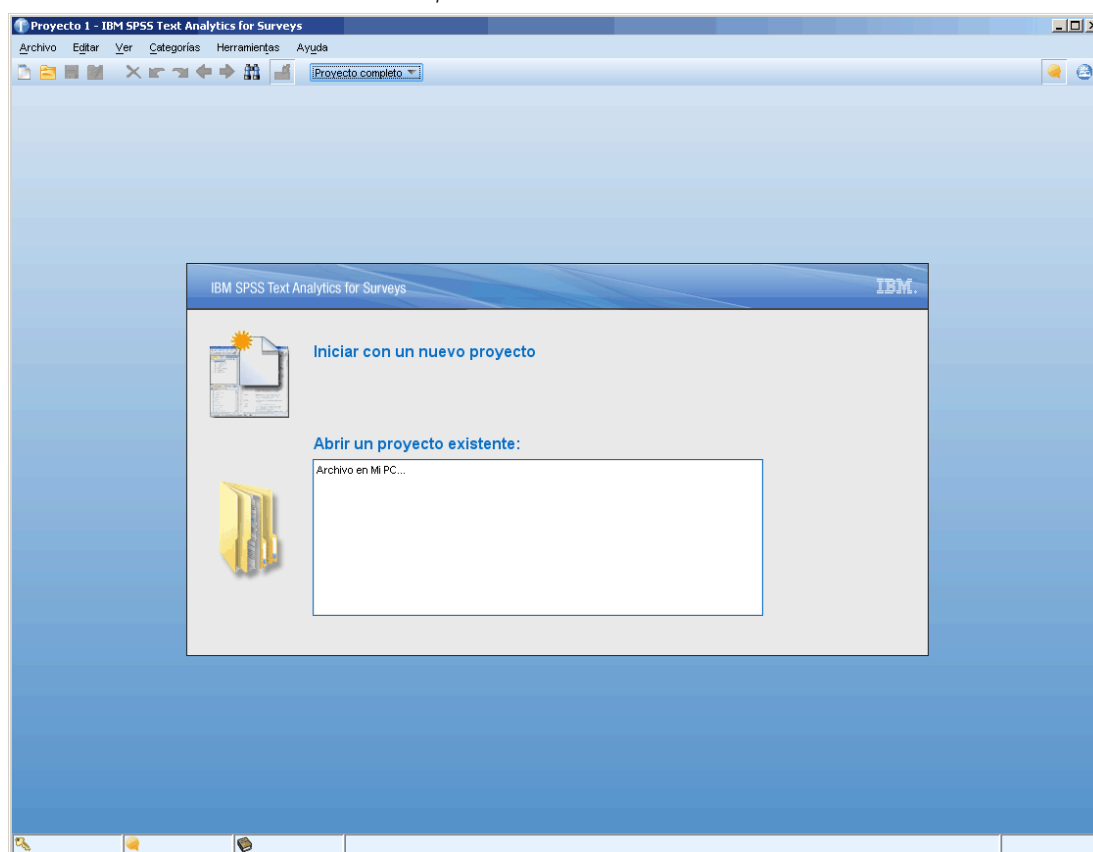 Proyecto 1 - IBM SPSS Text Analytics for Surveys
Archivo Editar Ver Categorías Herramientas Ayuda
Proyecto completo
IBM SPSS Text Analytics for Surveys
IBM.
Iniciar con un nuevo proyecto
Abrir un proyecto existente:
Archivo en Mi PC...